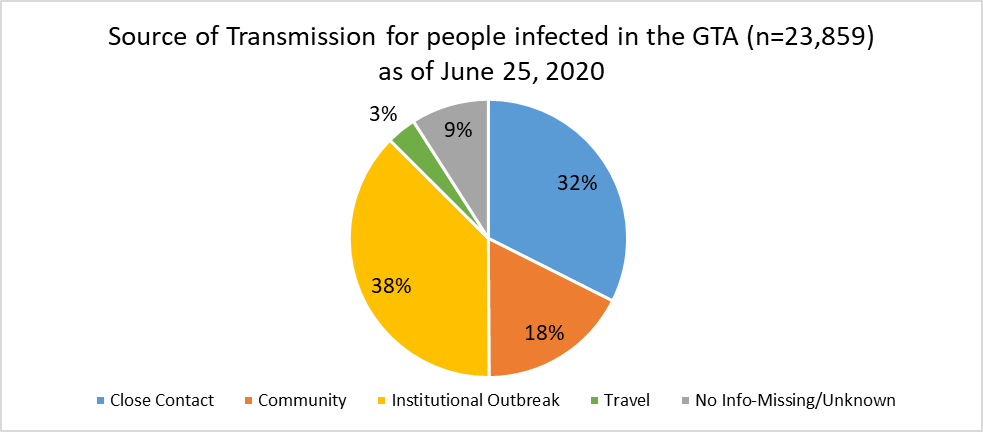 Source of Transmission for people infected in the GTA (n=23,859)
as of June 25, 2020
3%
9%
32%
38%
18%
Close Contact Community Institutional Outbreak Travel No Info-Missing/Unknown